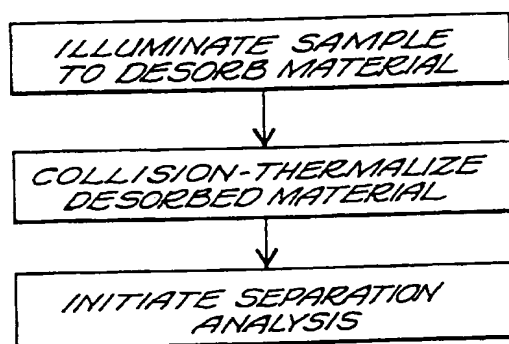 ILLUMINATE SAMPLE
TO DESORB MATERIAL
COLLISION-THERMALIZE
DESORBED MATERIAL
INITIATE SEPARATION
ANALYSIS